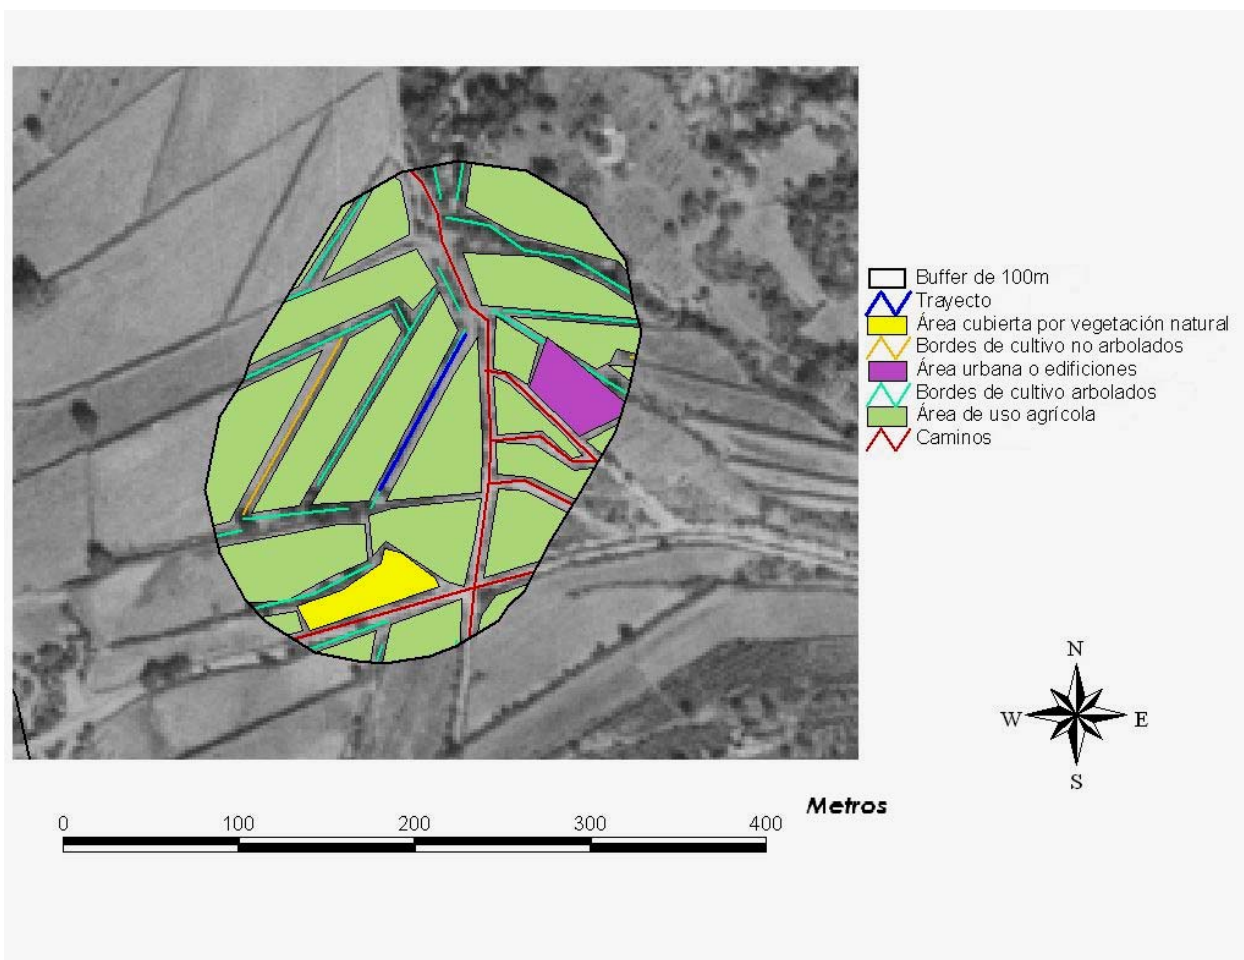 Buffer de 100m
Trayecto
Área cubierta por vegetación natural
Bordes de cultivo no arbolados
Área urbana o edificiones
Bordes de cultivo arbolados
Área de uso agrícola
Caminos
N
W E
S
Metros
0 100 200 300 400